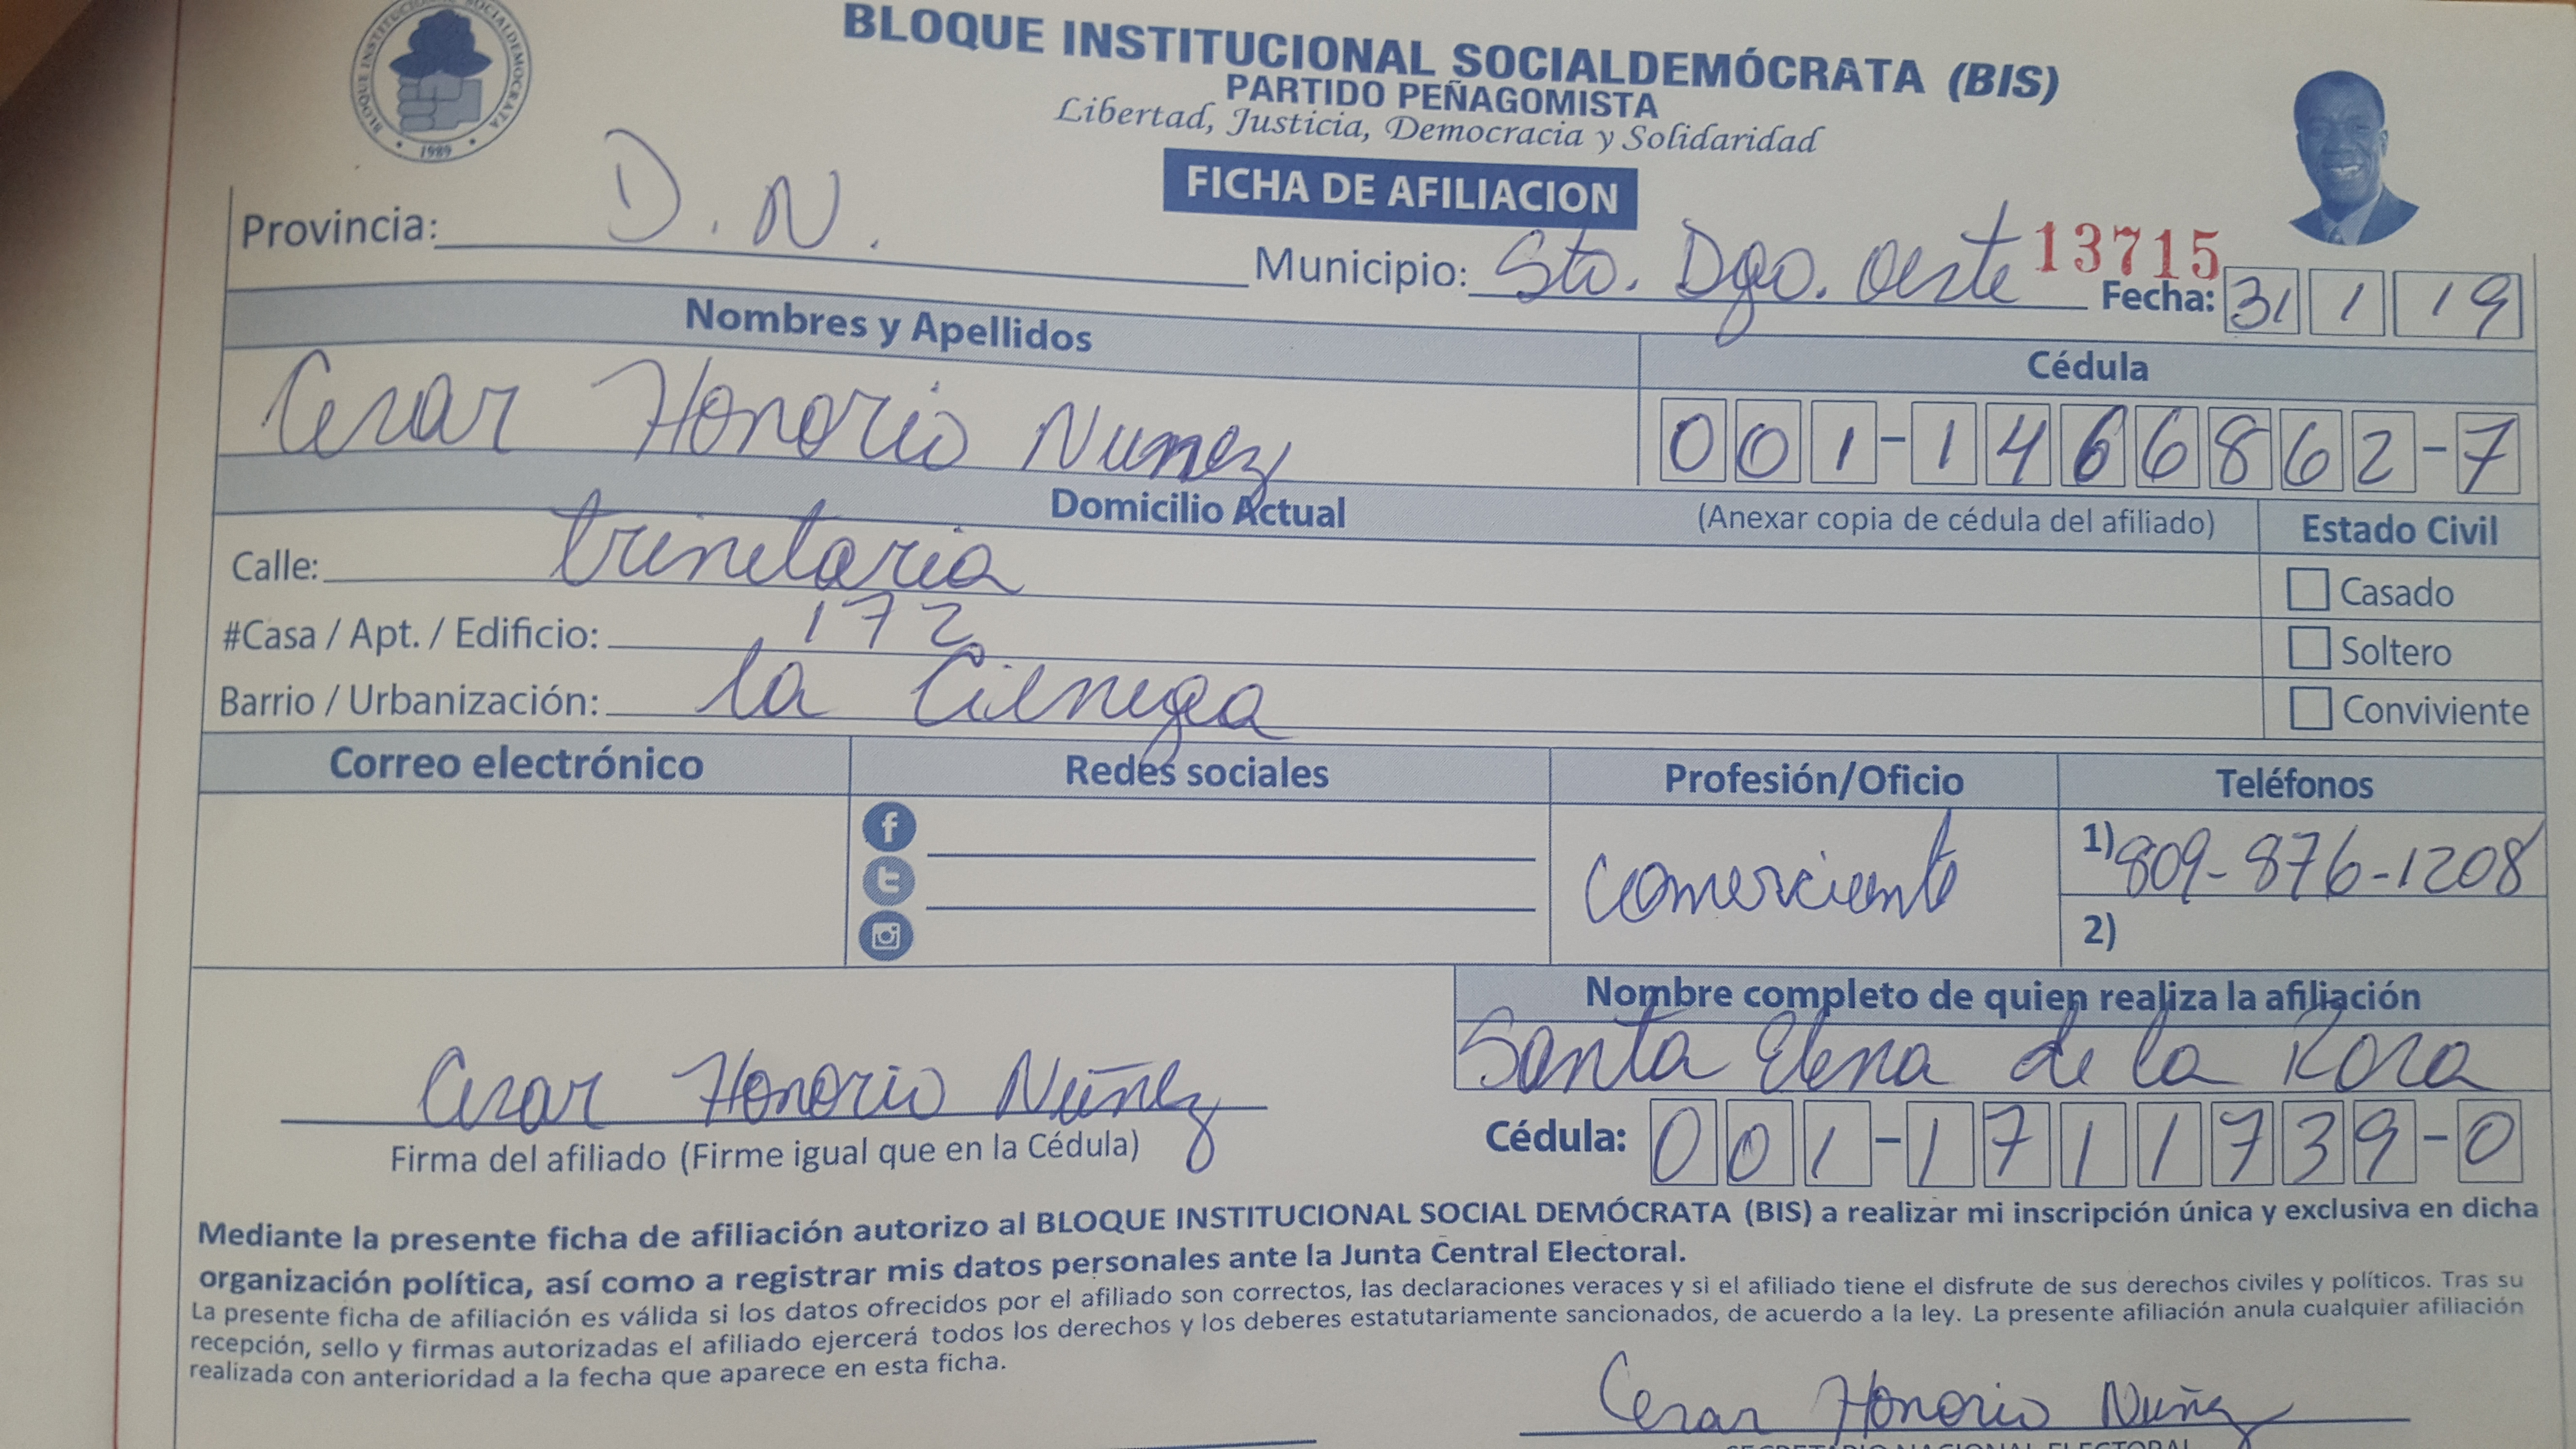 BLOQUE INSTITUCIONAL SOCIALDEMOCRATA
1989
BLOQUE INSTITUCIONAL SOCIALDEMÓCRATA (BIS)
PARTIDO PEÑAGOMISTA
Libertad, Justicia, Democracia y Solidaridad
FICHA DE AFILIACION
Provincia: D.N.
Municipio: Sto. Dgo. Oeste
13715
Fecha: 31 1 19
Nombres y Apellidos
Cédula
Cesar Honorio Nunez
001-1466862-7
Domicilio Actual
(Anexar copia de cédula del afiliado)
Estado Civil
Calle: trinitaria
Casado
#Casa / Apt. / Edificio: 172
Soltero
Barrio / Urbanización: la Cienega
Conviviente
Correo electrónico
Redes sociales
Profesión/Oficio
Teléfonos
comerciante
1) 809-876-1208
2)
Nombre completo de quien realiza la afiliación
Santa Elena de la Rosa
Cesar Honorio Núñez
Firma del afiliado (Firme igual que en la Cédula)
Cédula: 001-1711739-0
Mediante la presente ficha de afiliación autorizo al BLOQUE INSTITUCIONAL SOCIAL DEMÓCRATA (BIS) a realizar mi inscripción única y exclusiva en dicha
organización política, así como a registrar mis datos personales ante la Junta Central Electoral.
La presente ficha de afiliación es válida si los datos ofrecidos por el afiliado son correctos, las declaraciones veraces y si el afiliado tiene el disfrute de sus derechos civiles y políticos. Tras su
recepción, sello y firmas autorizadas el afiliado ejercerá todos los derechos y los deberes estatutariamente sancionados, de acuerdo a la ley. La presente afiliación anula cualquier afiliación
realizada con anterioridad a la fecha que aparece en esta ficha.
Cesar Honorio Nuñez
SECRETARIO NACIONAL ELECTORAL